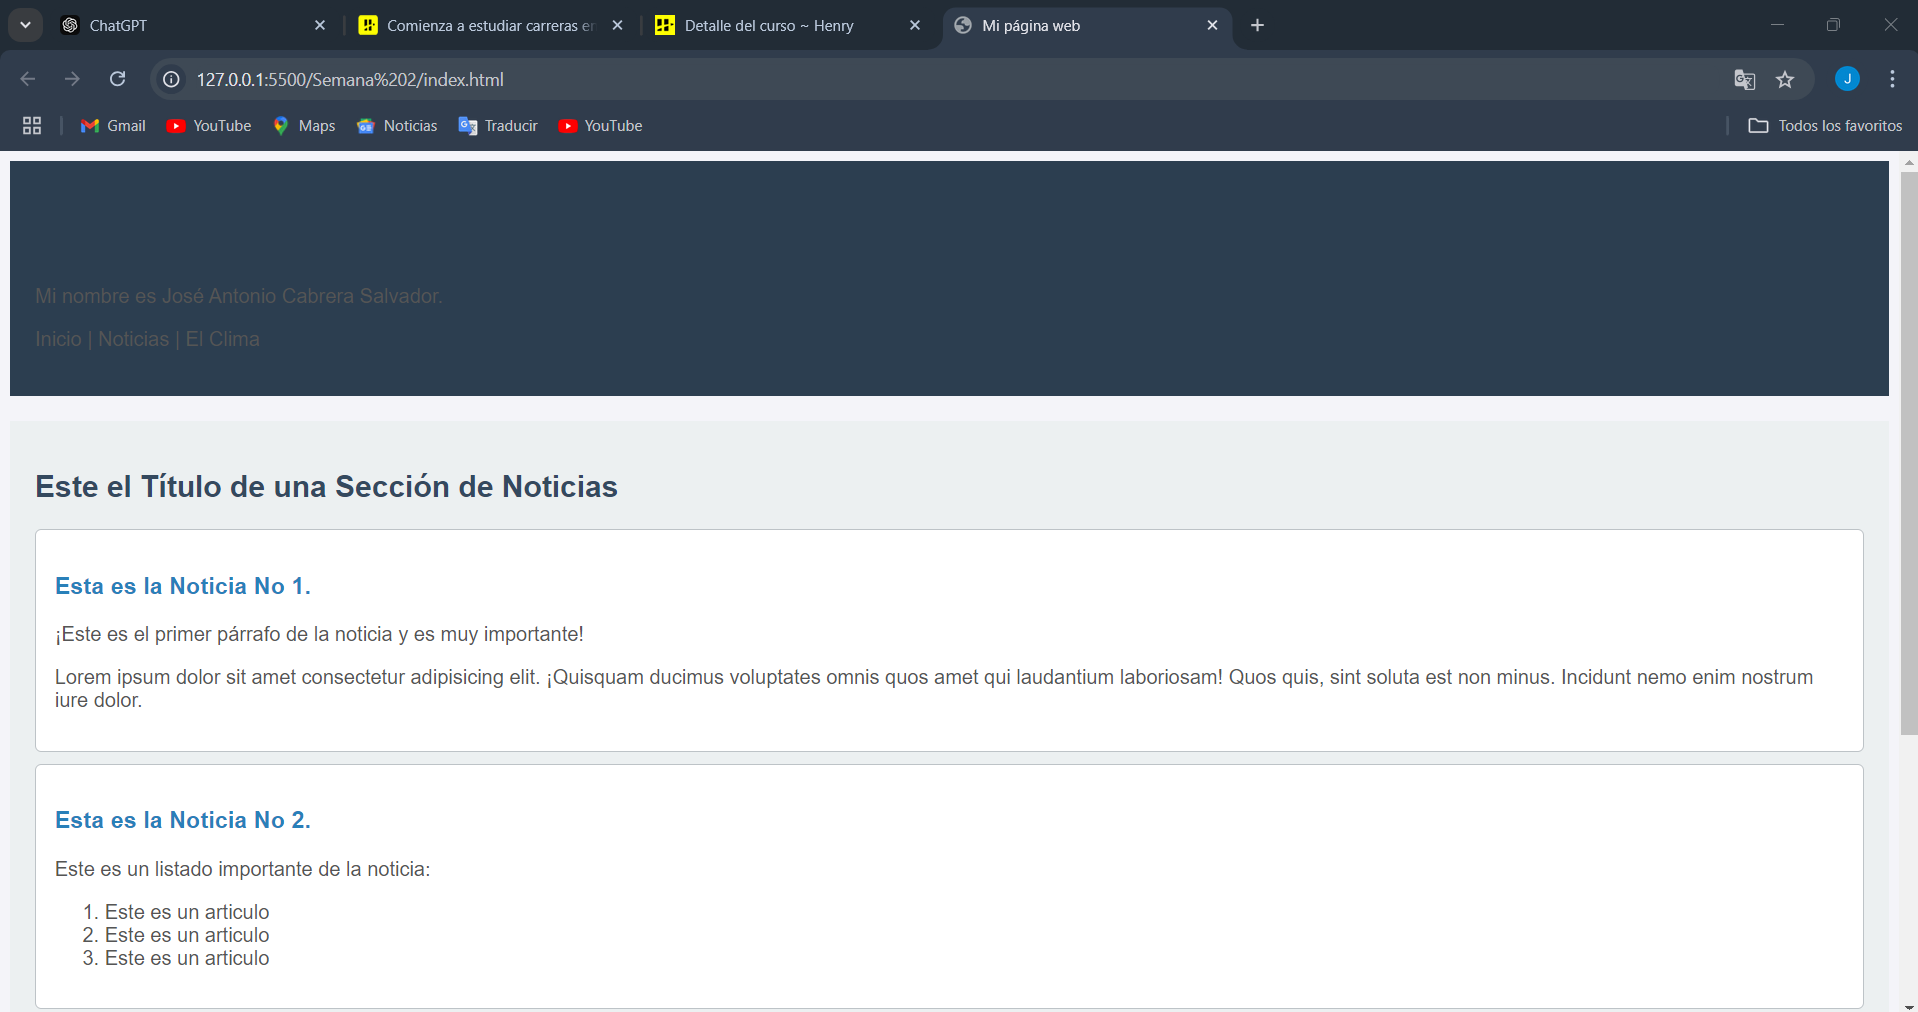 ChatGPT
Comienza a estudiar carreras en
Detalle del curso ~ Henry
Mi página web
127.0.0.1:5500/Semana%202/index.html
J
Gmail
YouTube
Maps
Noticias
Traducir
YouTube
Todos los favoritos
Mi nombre es José Antonio Cabrera Salvador.
Inicio | Noticias | El Clima
Este el Título de una Sección de Noticias
Esta es la Noticia No 1.
¡Este es el primer párrafo de la noticia y es muy importante!
Lorem ipsum dolor sit amet consectetur adipisicing elit. ¡Quisquam ducimus voluptates omnis quos amet qui laudantium laboriosam! Quos quis, sint soluta est non minus. Incidunt nemo enim nostrum
iure dolor.
Esta es la Noticia No 2.
Este es un listado importante de la noticia:
1. Este es un articulo
2. Este es un articulo
3. Este es un articulo